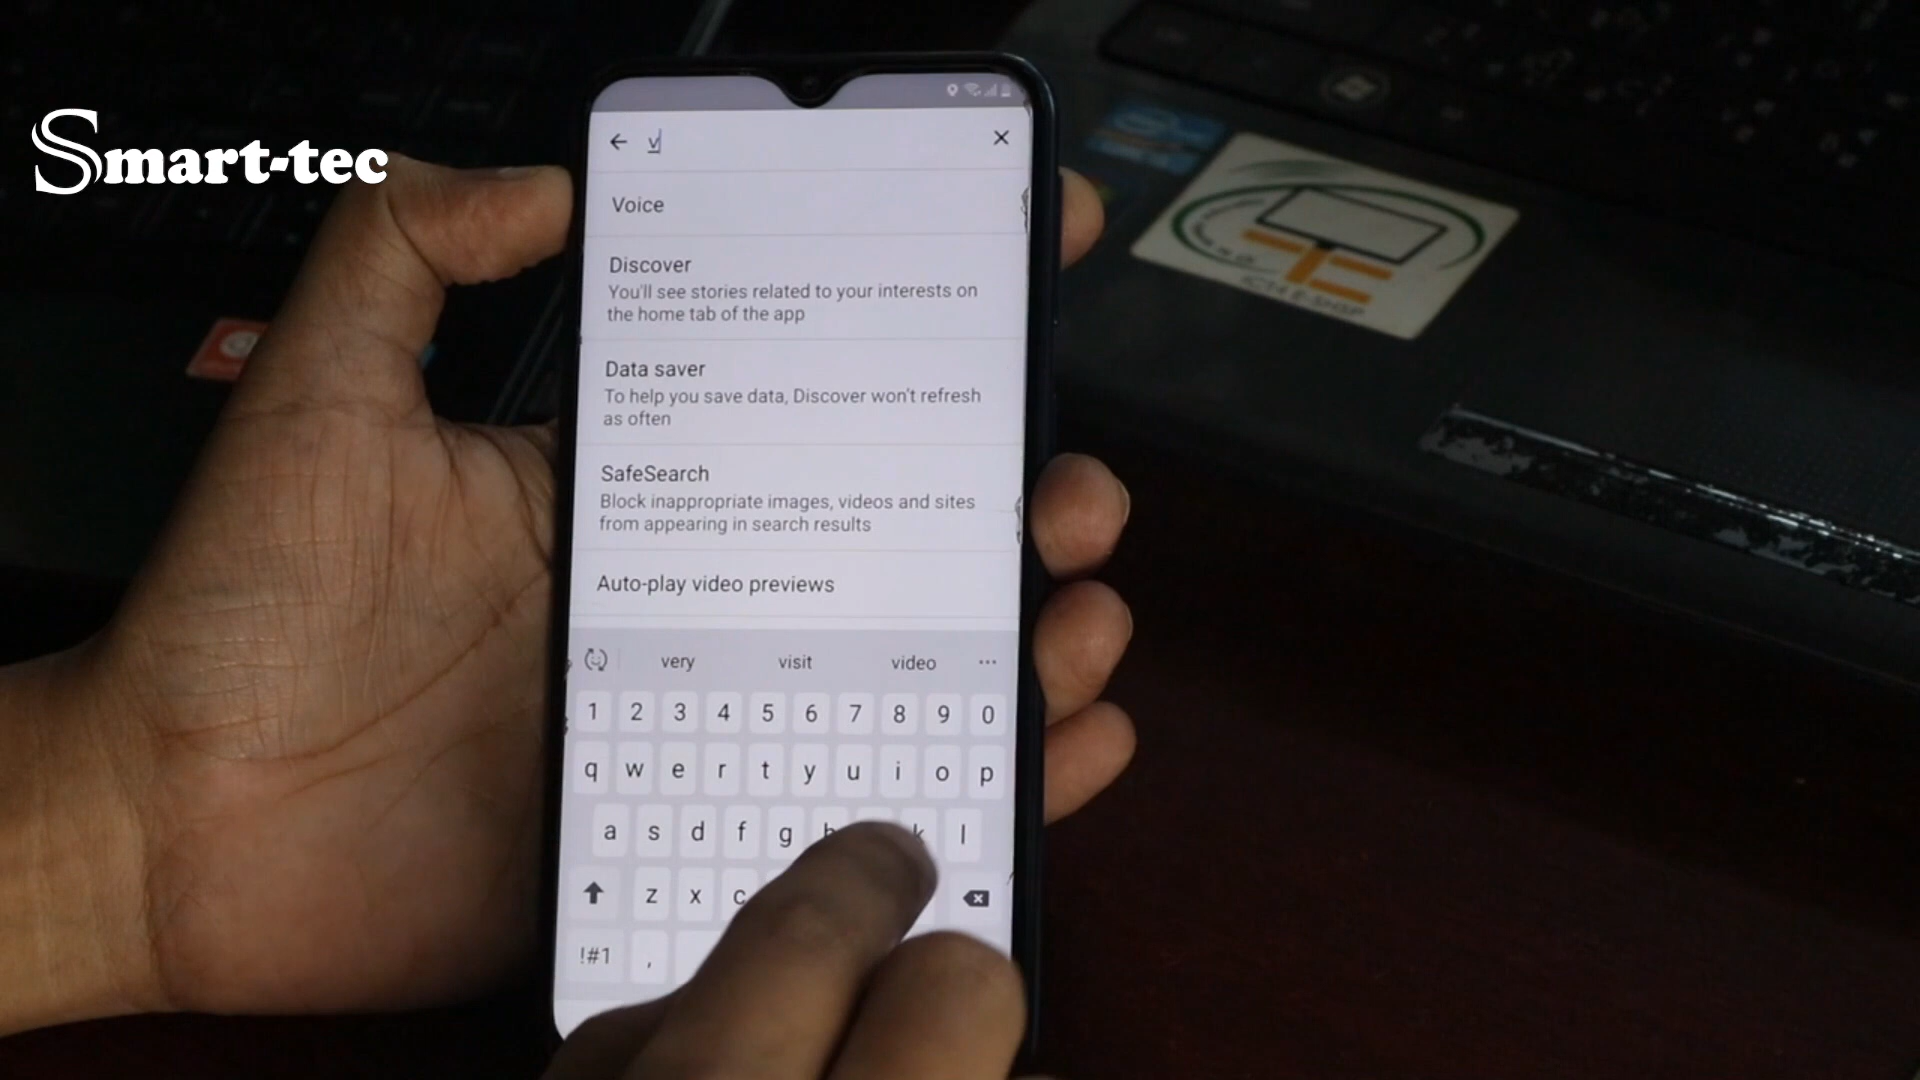 Smart-tec
v
Voice
Discover
You'll see stories related to your interests on
the home tab of the app
Data saver
To help you save data, Discover won't refresh
as often
SafeSearch
Block inappropriate images, videos and sites
from appearing in search results
Auto-play video previews
very visit video
1 2 3 4 5 6 7 8 9 0
q w e r t y u i o p
a s d f g h k l
z x c
!#1 ,